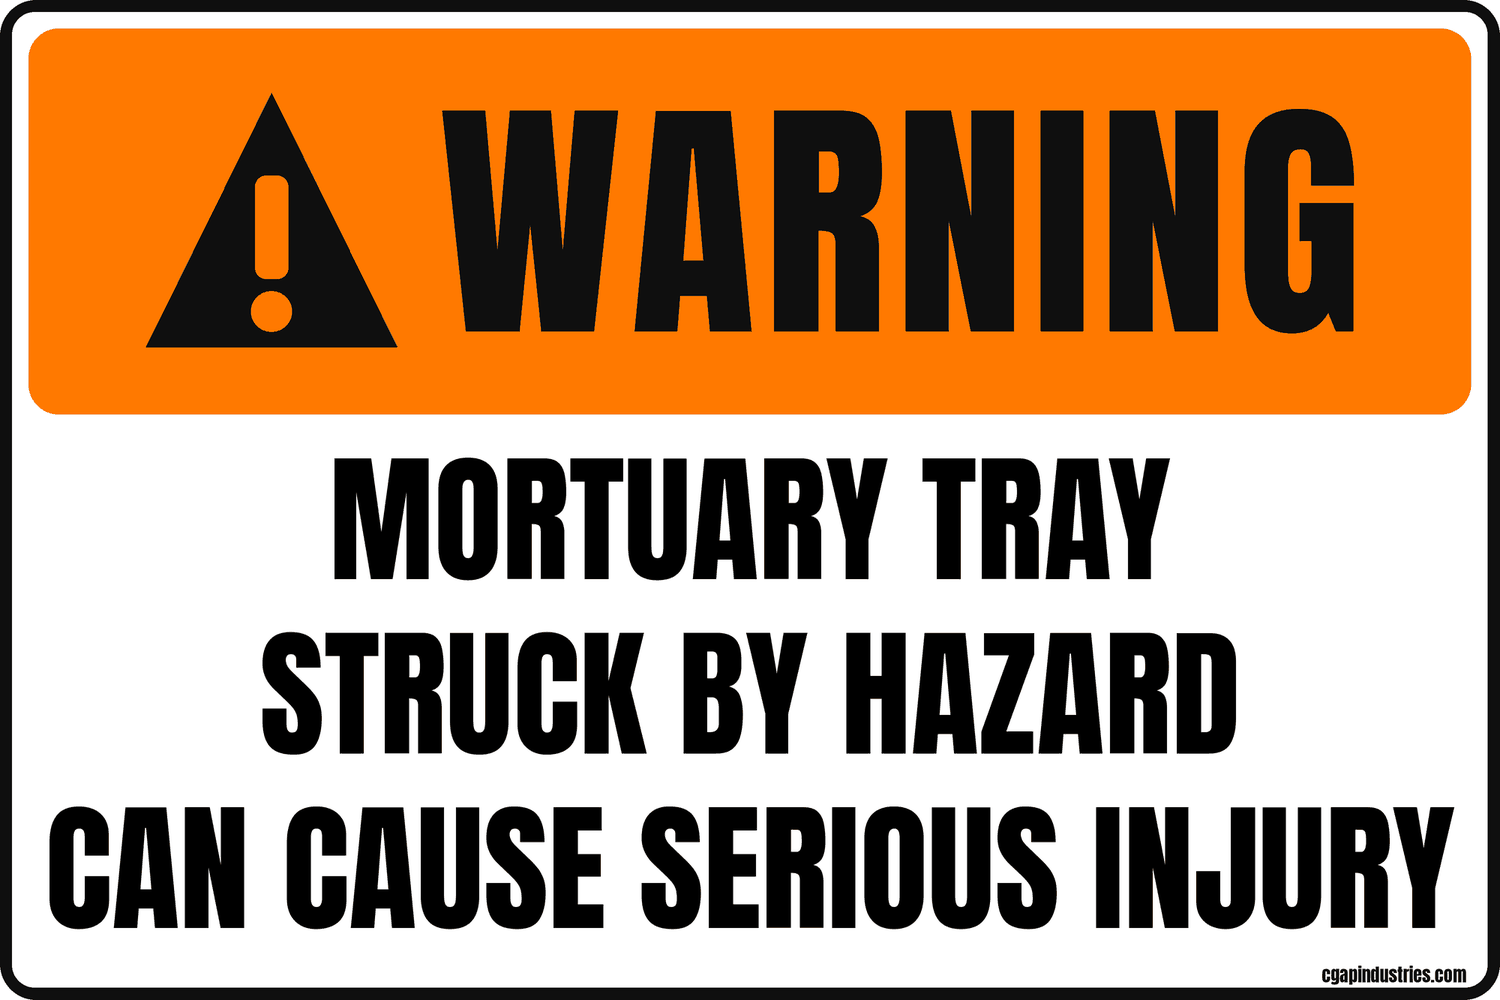 WARNING
MORTUARY TRAY
STRUCK BY HAZARD
CAN CAUSE SERIOUS INJURY
cgapindustries.com